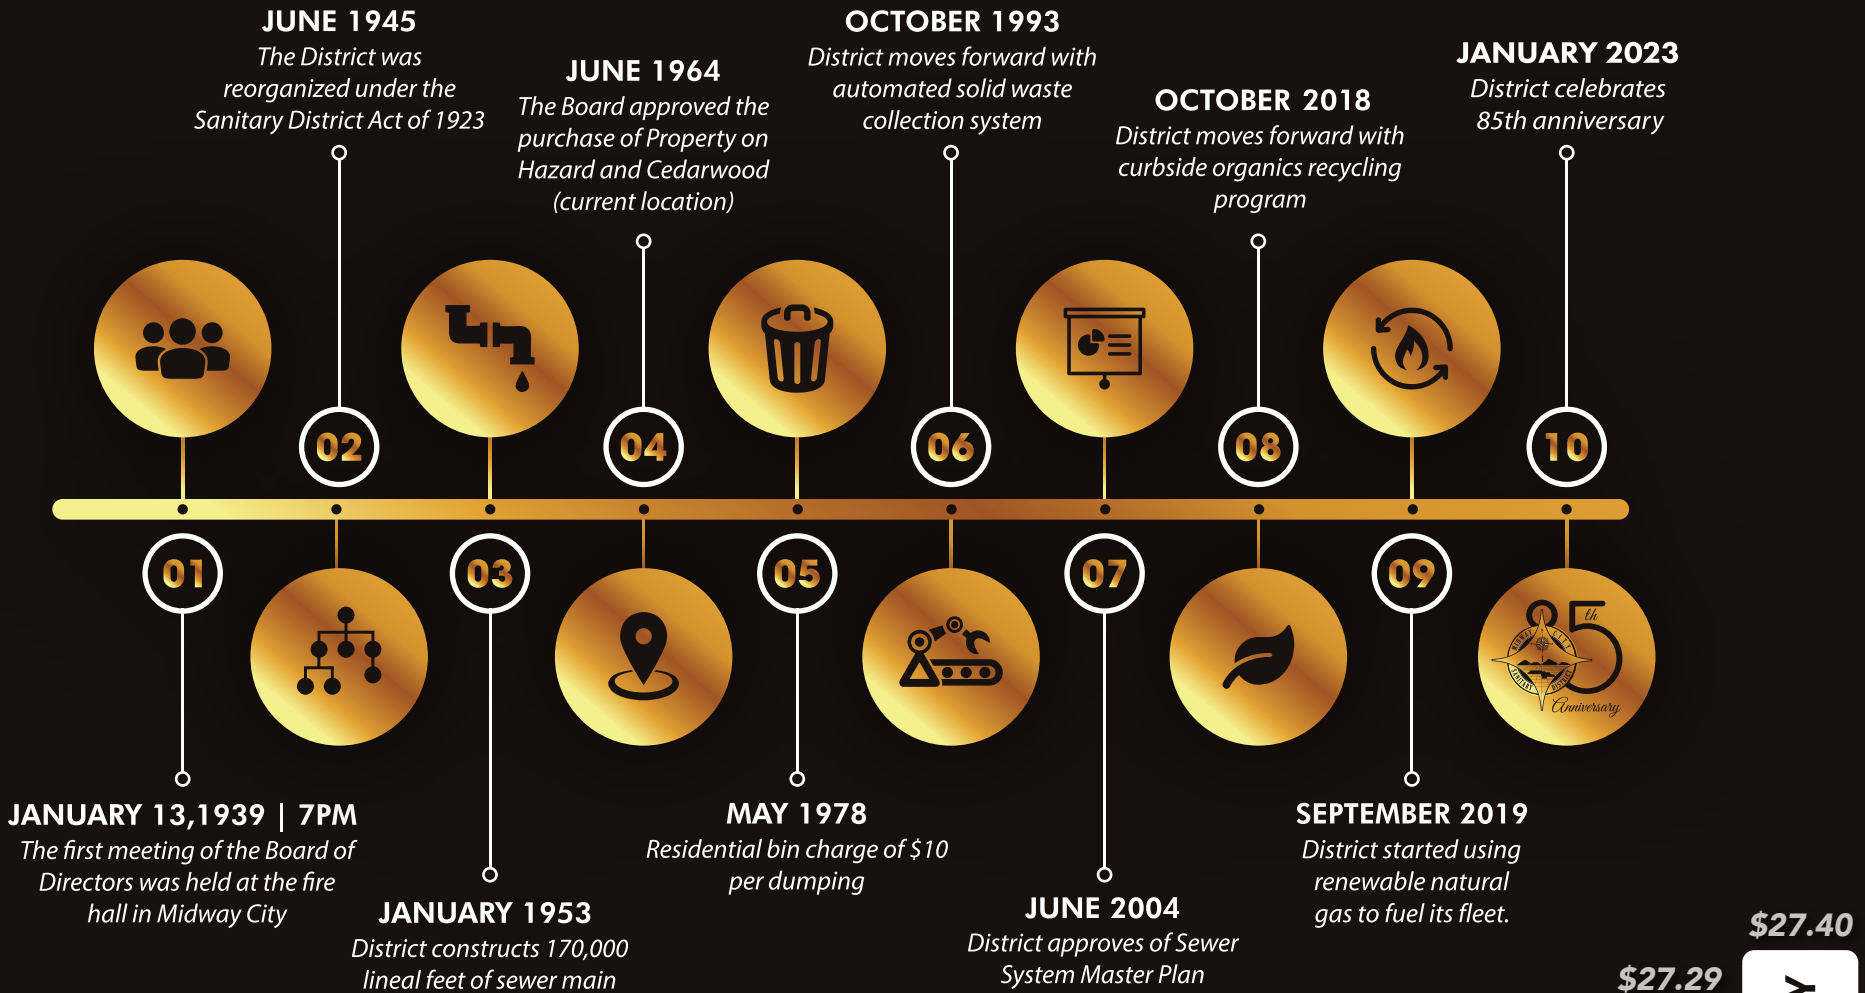 JUNE 1945
The District was
reorganized under the
Sanitary District Act of 1923
JUNE 1964
The Board approved the
purchase of Property on
Hazard and Cedarwood
(current location)
OCTOBER 1993
District moves forward with
automated solid waste
collection system
OCTOBER 2018
District moves forward with
curbside organics recycling
program
JANUARY 2023
District celebrates
85th anniversary
02
04
06
08
10
01
03
05
07
09
85th
MIDWAY CITY
SANITARY DISTRICT
Anniversary
JANUARY 13,1939 | 7PM
The first meeting of the Board of
Directors was held at the fire
hall in Midway City
JANUARY 1953
District constructs 170,000
lineal feet of sewer main
MAY 1978
Residential bin charge of $10
per dumping
JUNE 2004
District approves of Sewer
System Master Plan
SEPTEMBER 2019
District started using
renewable natural
gas to fuel its fleet.
$27.40
$27.29
Y